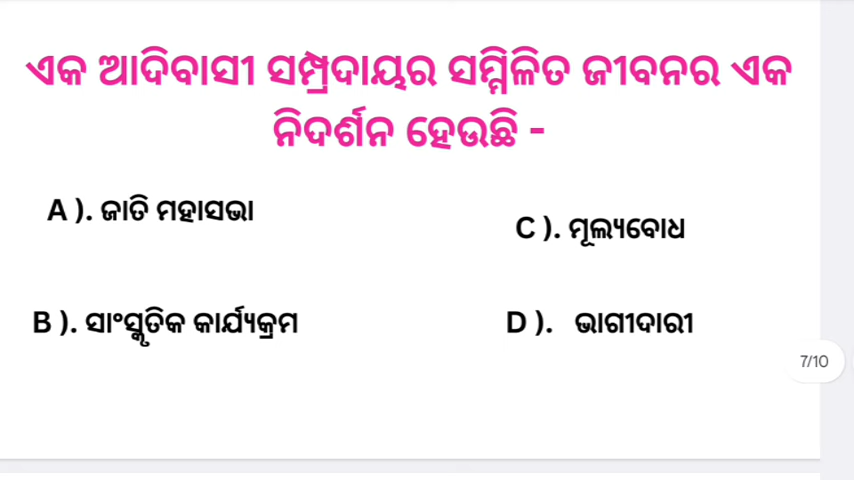 ଏକ ଆଦିବାସୀ ସମ୍ପ୍ରଦାୟର ସମ୍ମିଳିତ ଜୀବନର ଏକ
ନିଦର୍ଶନ ହେଉଛି -
A ). ଜାତି ମହାସଭା
C ). ମୂଲ୍ୟବୋଧ
B ). ସାଂସ୍କୃତିକ କାର୍ଯ୍ୟକ୍ରମ
D ). ଭାଗୀଦାରୀ
7/10